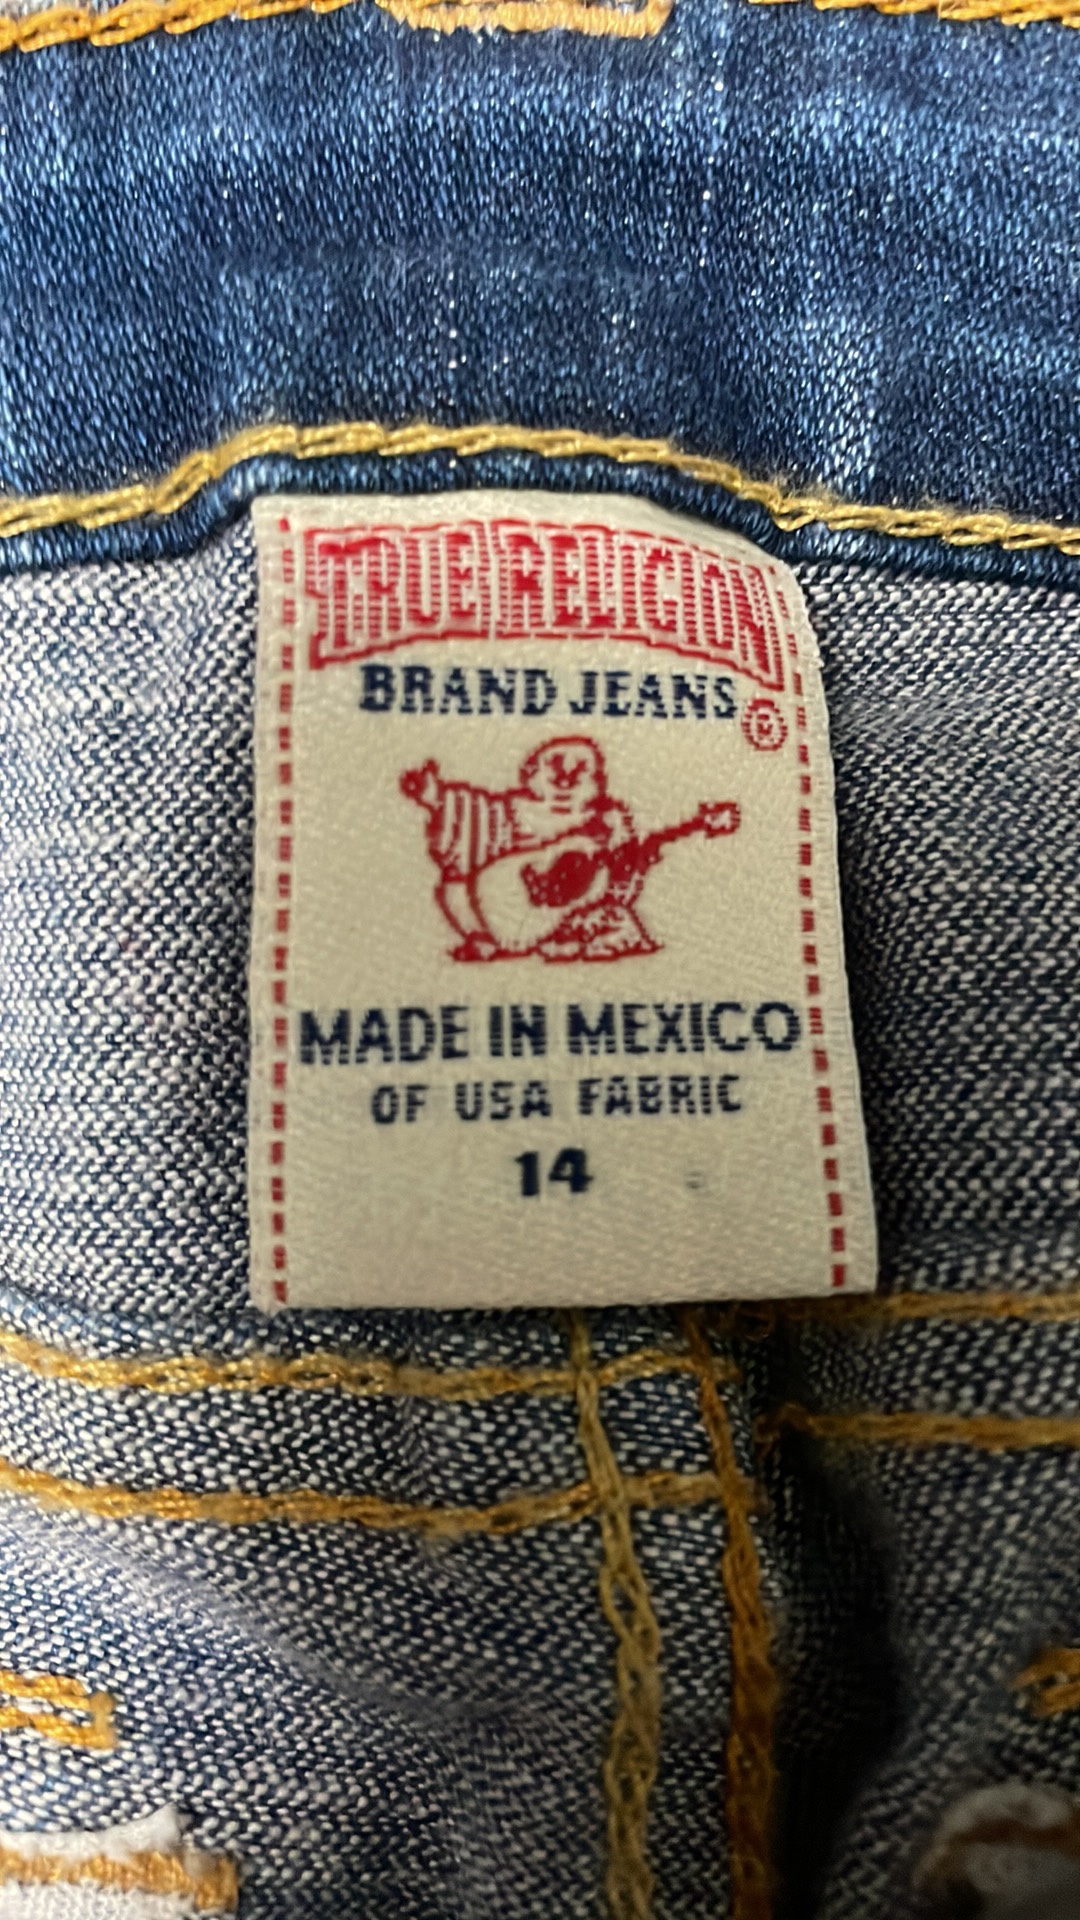 TRUE RELIGION
BRAND JEANS®
MADE IN MEXICO
OF USA FABRIC
14